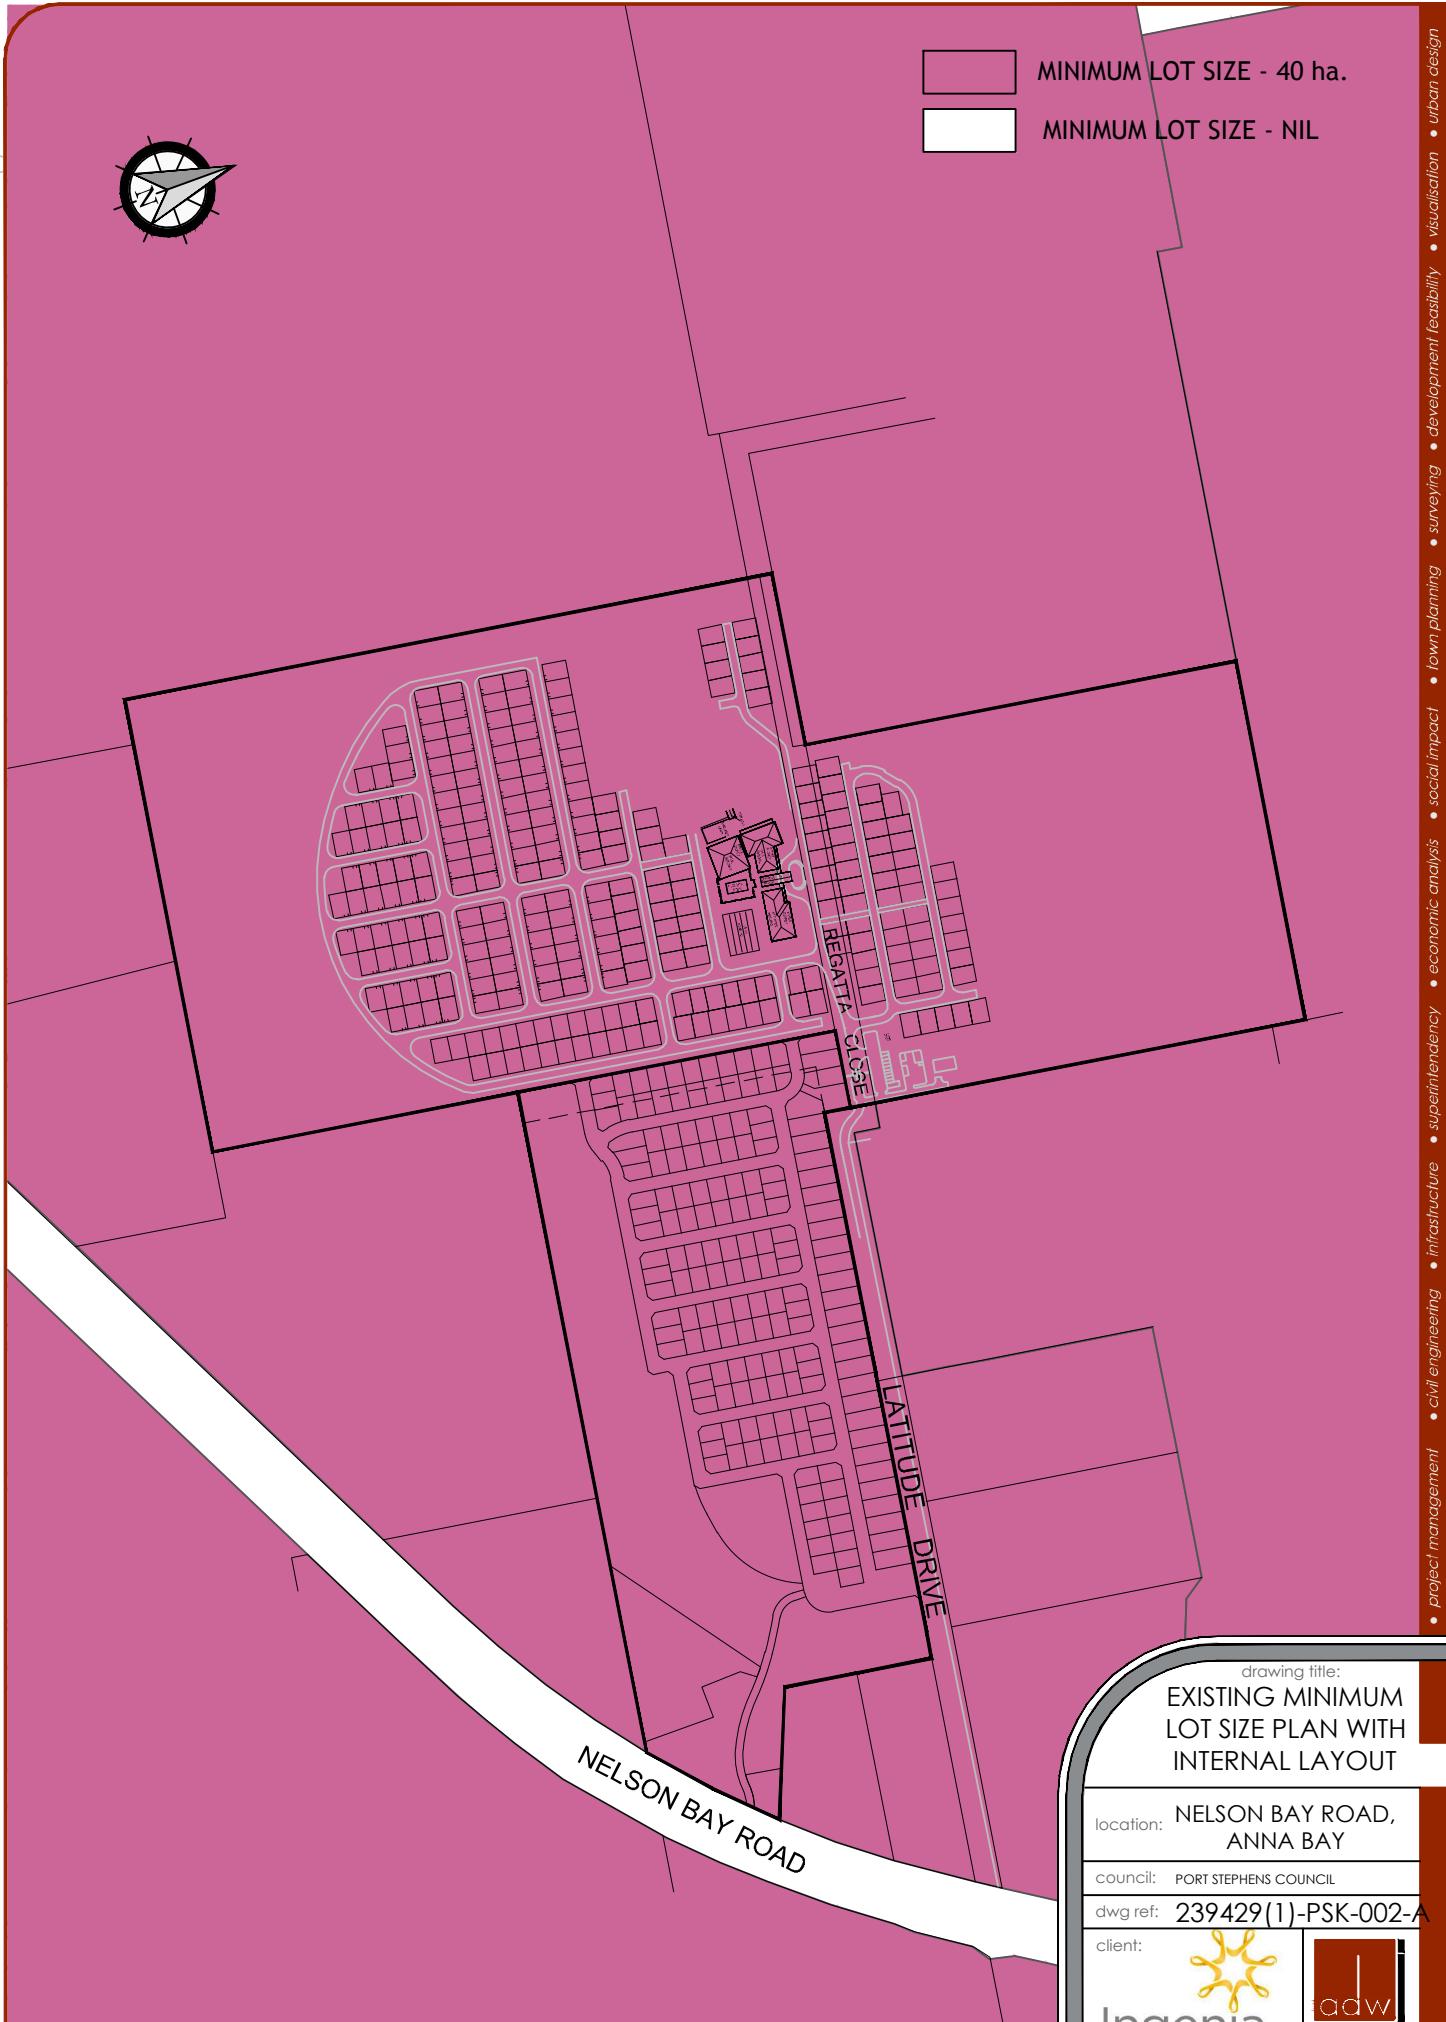 MINIMUM LOT SIZE - 40 ha.
MINIMUM LOT SIZE - NIL
N
REGATTA CLOSE
LATITUDE DRIVE
NELSON BAY ROAD
• project management • civil engineering • infrastructure • superintendency • economic analysis • social impact • town planning • surveying • development feasibility • visualisation • urban design
drawing title:
EXISTING MINIMUM
LOT SIZE PLAN WITH
INTERNAL LAYOUT
location: NELSON BAY ROAD,
ANNA BAY
council: PORT STEPHENS COUNCIL
dwg ref: 239429(1)-PSK-002-A
client:
Ingenia
adw